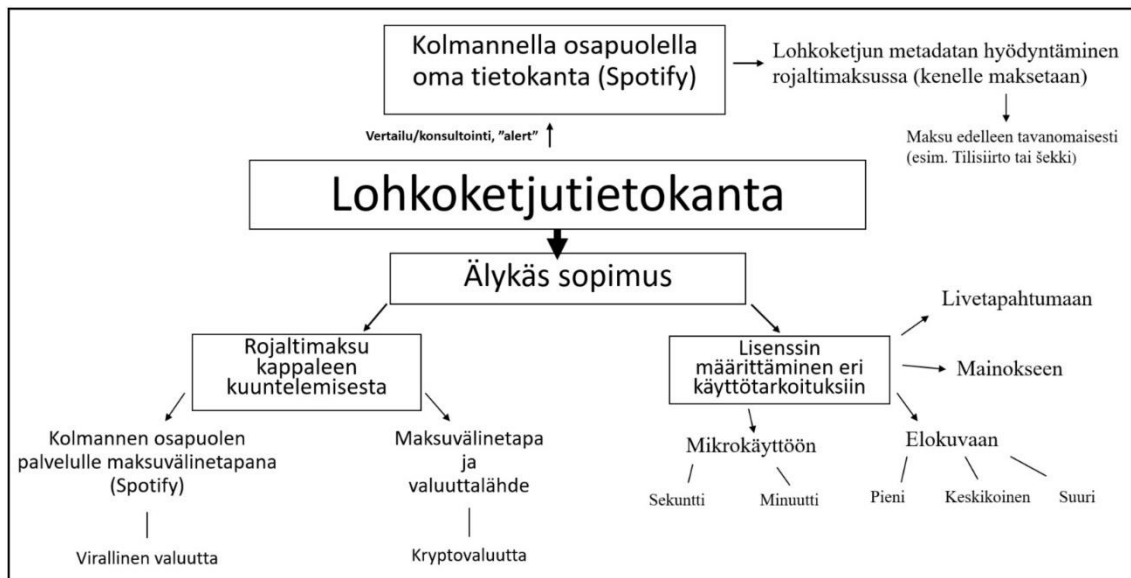 Kolmannella osapuolella
oma tietokanta (Spotify)
Lohkoketjun metadatan hyödyntäminen
rojaltimaksussa (kenelle maksetaan)
Vertailu/konsultointi, ”alert”
Maksu edelleen tavanomaisesti
(esim. Tilisiirto tai šekki)
Lohkoketjutietokanta
Älykäs sopimus
Rojaltimaksu
kappaleen
kuuntelemisesta
Lisenssin
määrittäminen eri
käyttötarkoituksiin
Livetapahtumaan
Mainokseen
Kolmannen osapuolen
palvelulle maksuvälinetapana
(Spotify)
Maksuvälinetapa
ja
valuuttalähde
Mikrokäyttöön
Elokuvaan
Sekuntti
Minuutti
Pieni
Keskikoinen
Suuri
Virallinen valuutta
Kryptovaluutta